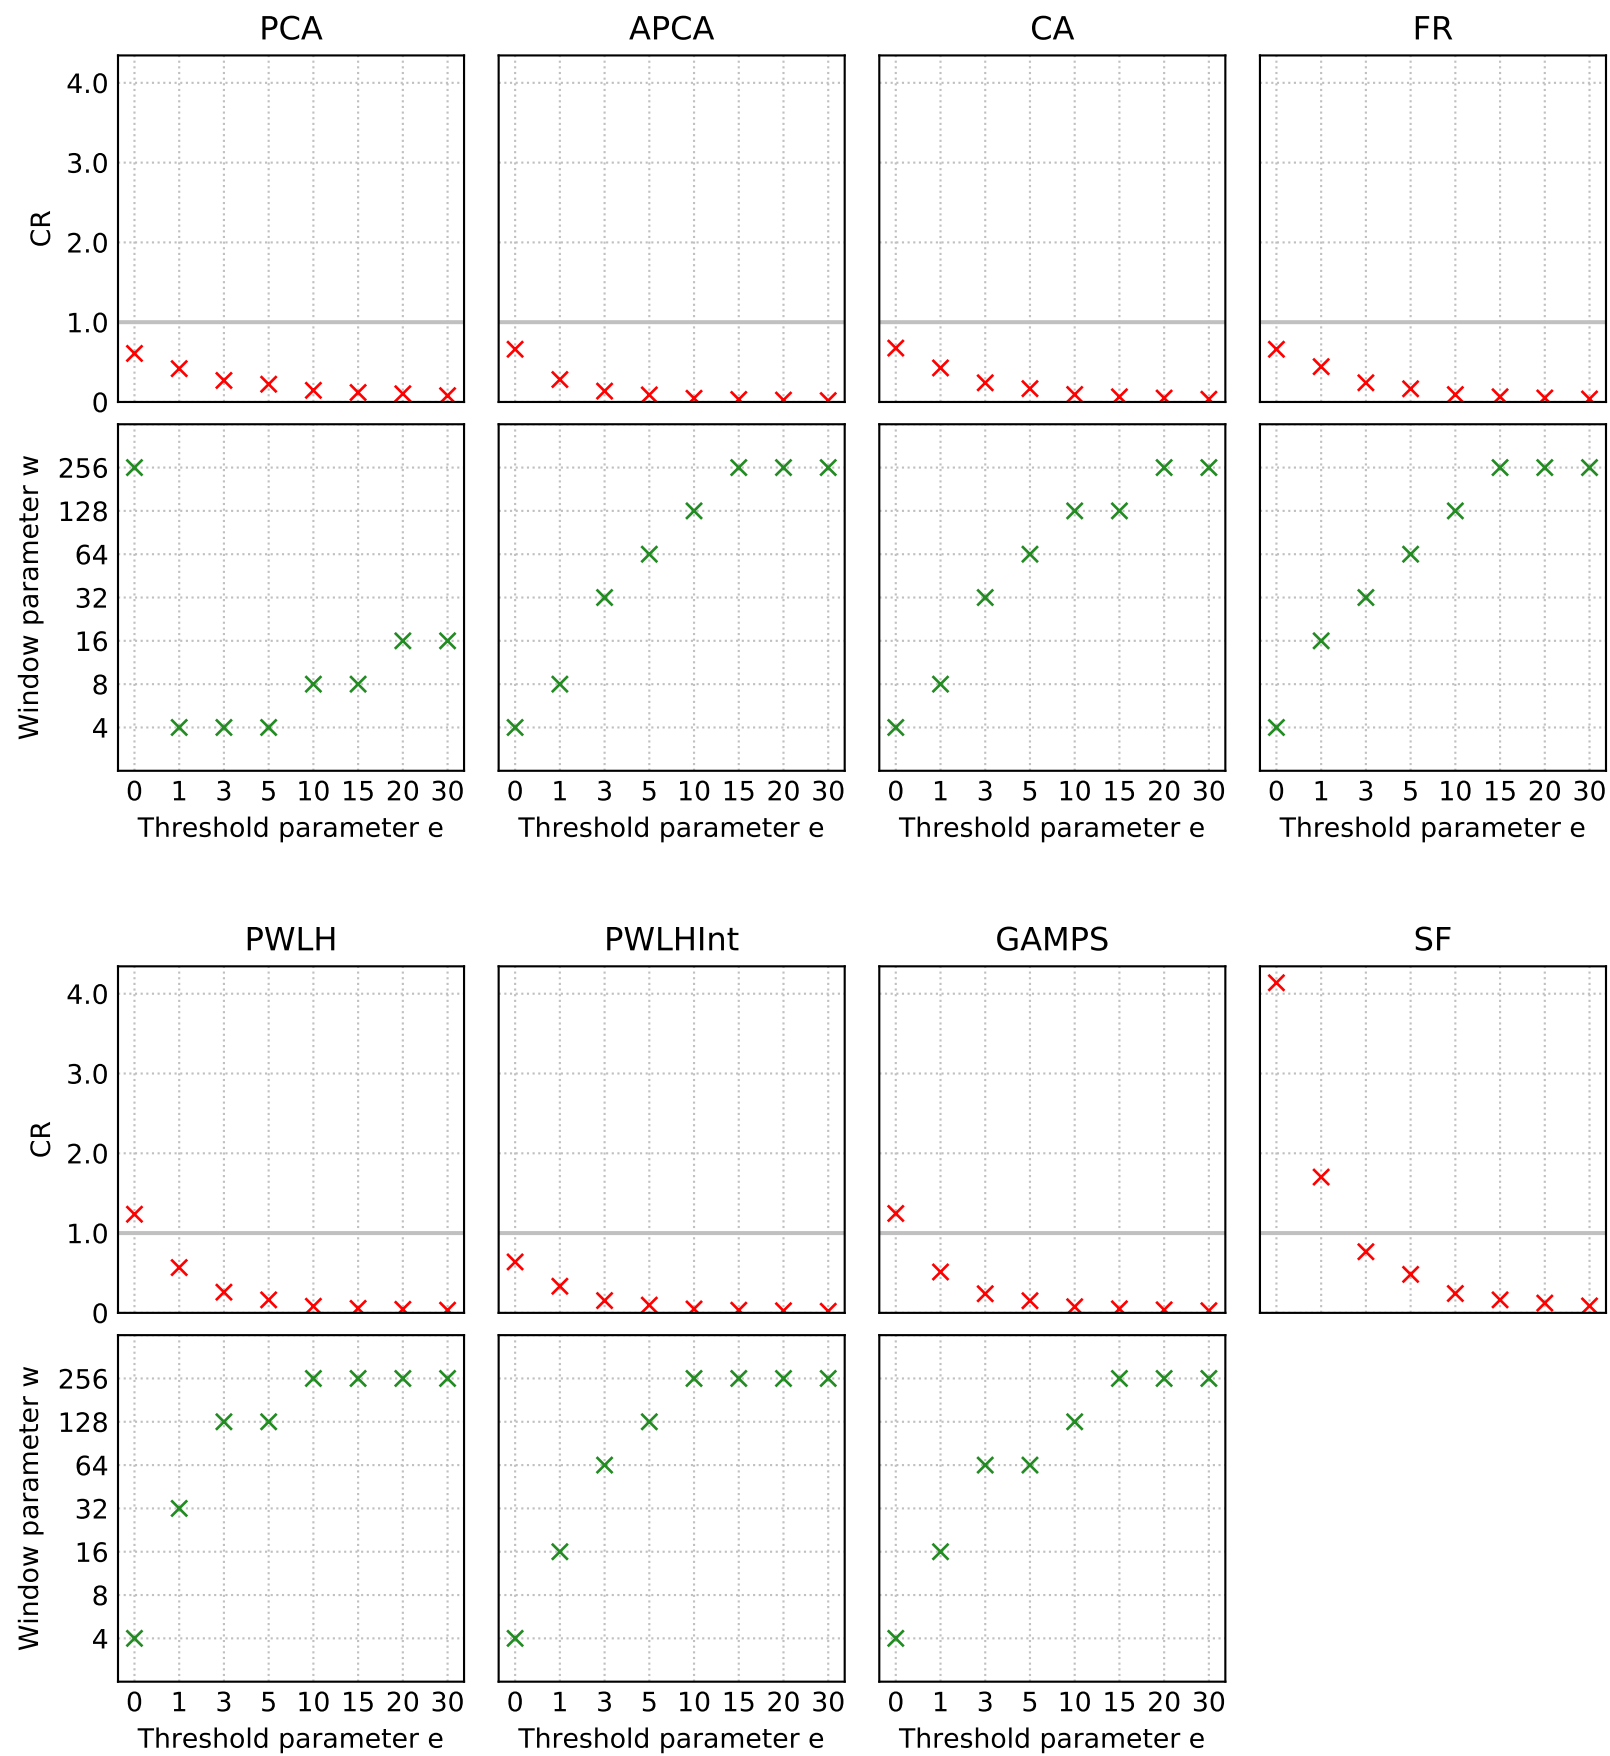 PCA APCA CA FR
4.0
3.0
2.0
1.0
0
CR
256
128
64
32
16
8
4
Window parameter w
0 1 3 5 10 15 20 30 0 1 3 5 10 15 20 30 0 1 3 5 10 15 20 30 0 1 3 5 10 15 20 30
Threshold parameter e Threshold parameter e Threshold parameter e Threshold parameter e
PWLH PWLHInt GAMPS SF
4.0
3.0
2.0
1.0
0
CR
256
128
64
32
16
8
4
Window parameter w
0 1 3 5 10 15 20 30 0 1 3 5 10 15 20 30 0 1 3 5 10 15 20 30
Threshold parameter e Threshold parameter e Threshold parameter e